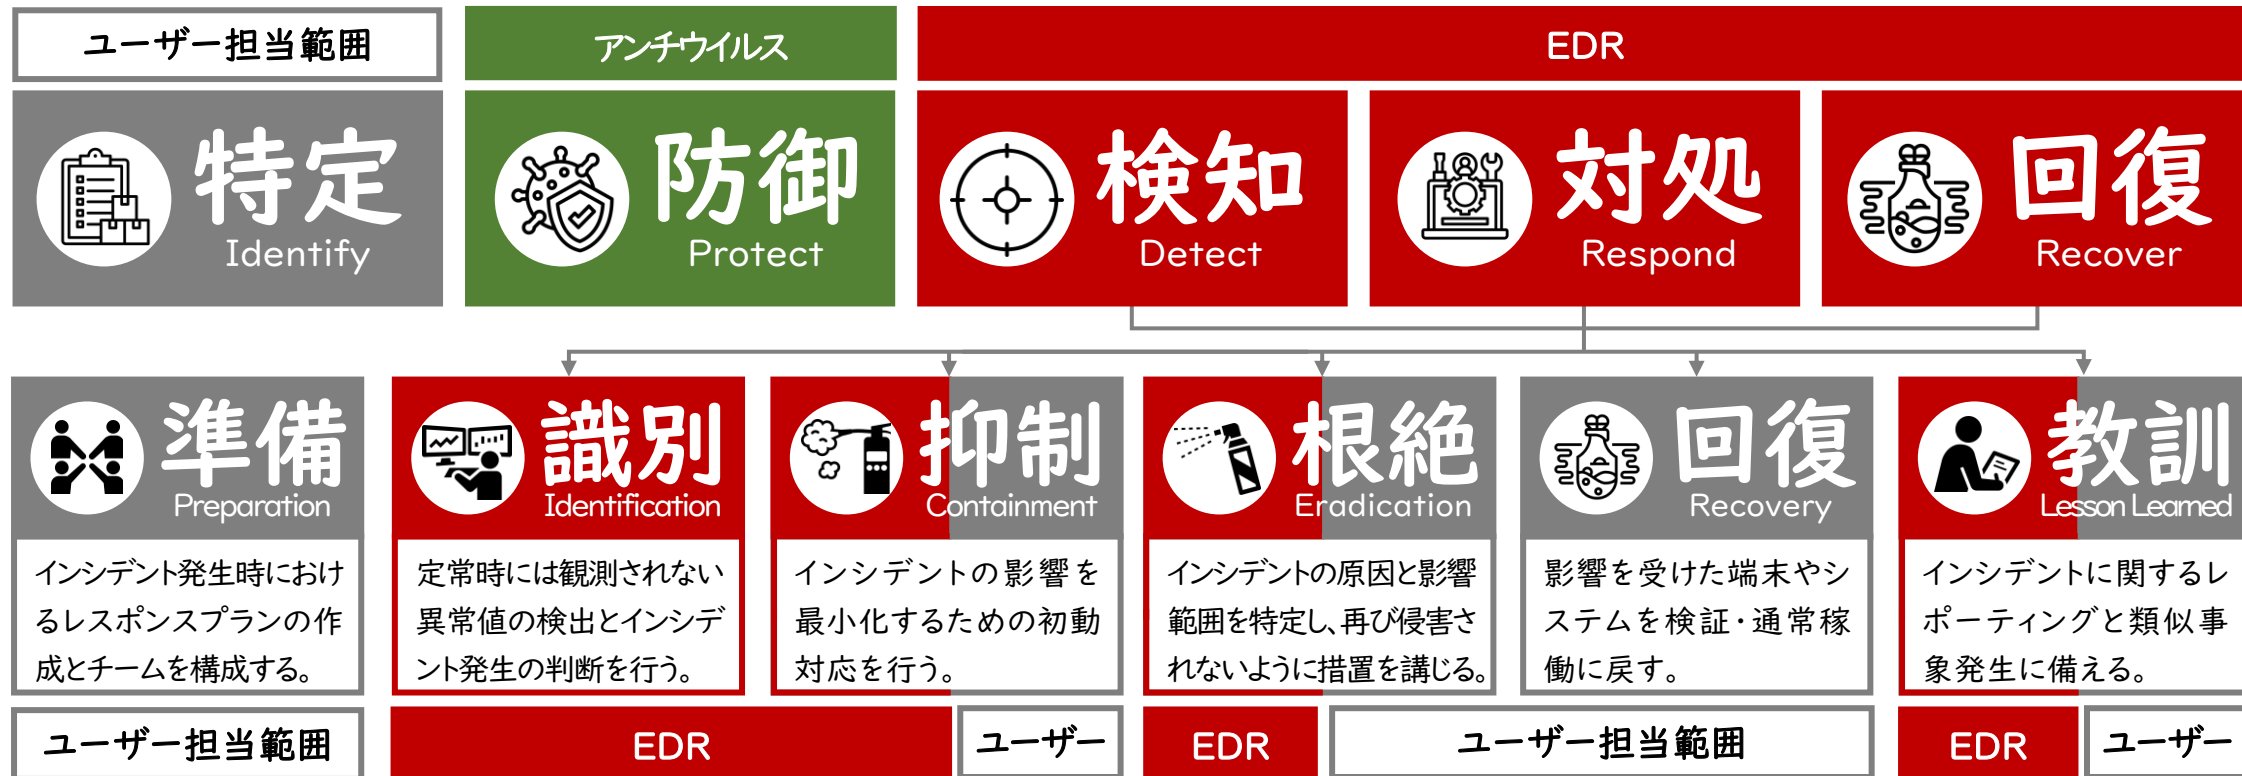 ユーザー担当範囲
アンチウイルス
EDR
特定
Identify
防御
Protect
検知
Detect
対処
Respond
回復
Recover
準備
Preparation
インシデント発生時におけ
るレスポンスプランの作
成とチームを構成する。
識別
Identification
定常時には観測されない
異常値の検出とインシデ
ント発生の判断を行う。
抑制
Containment
インシデントの影響を
最小化するための初動
対応を行う。
根絶
Eradication
インシデントの原因と影響
範囲を特定し、再び侵害さ
れないように措置を講じる。
回復
Recovery
影響を受けた端末やシ
ステムを検証・通常稼
働に戻す。
教訓
Lesson Learned
インシデントに関するレ
ポーティングと類似事
象発生に備える。
ユーザー担当範囲
EDR
ユーザー
EDR
ユーザー担当範囲
EDR
ユーザー